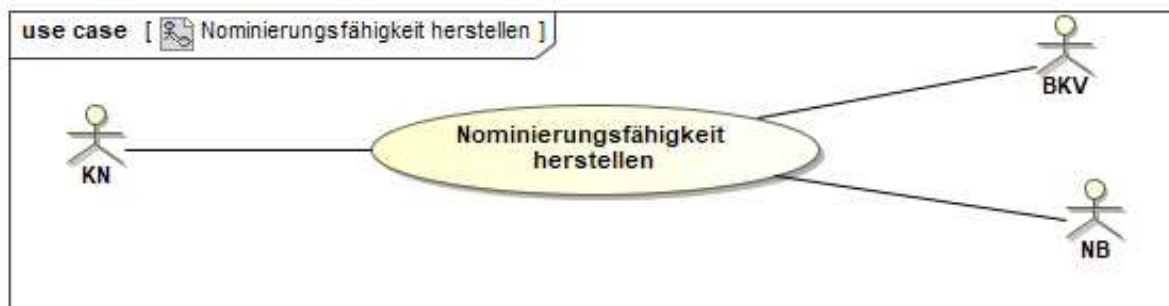 use case [ Nominierungsfähigkeit herstellen ]
BKV
Nominierungsfähigkeit
herstellen
KN
NB